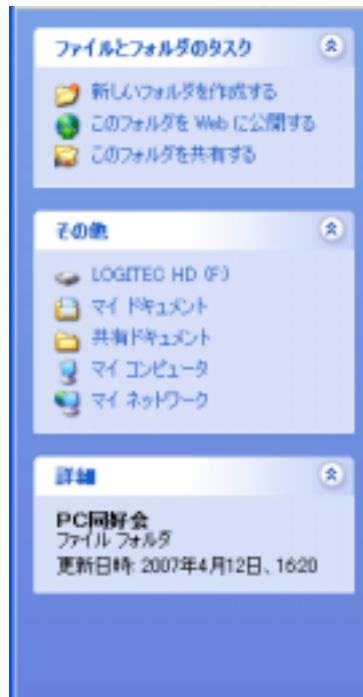 ファイルとフォルダのタスク
新しいフォルダを作成する
このフォルダを Web に公開する
このフォルダを共有する
その他
LOGITEC HD (F:)
マイ ドキュメント
共有ドキュメント
マイ コンピュータ
マイ ネットワーク
詳細
PC同好会
ファイル フォルダ
更新日時: 2007年4月12日、16:20